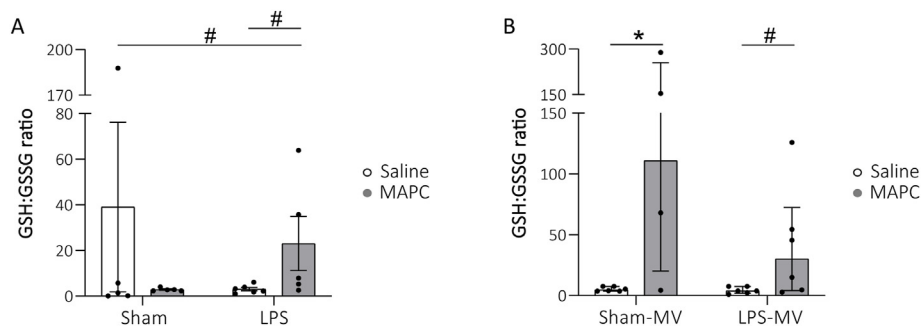 A
#
#
GSH:GSSG ratio
200
170
80
60
40
20
0
Sham
LPS
Saline
MAPC
B
*
#
GSH:GSSG ratio
300
150
150
100
50
0
Sham-MV
LPS-MV
Saline
MAPC